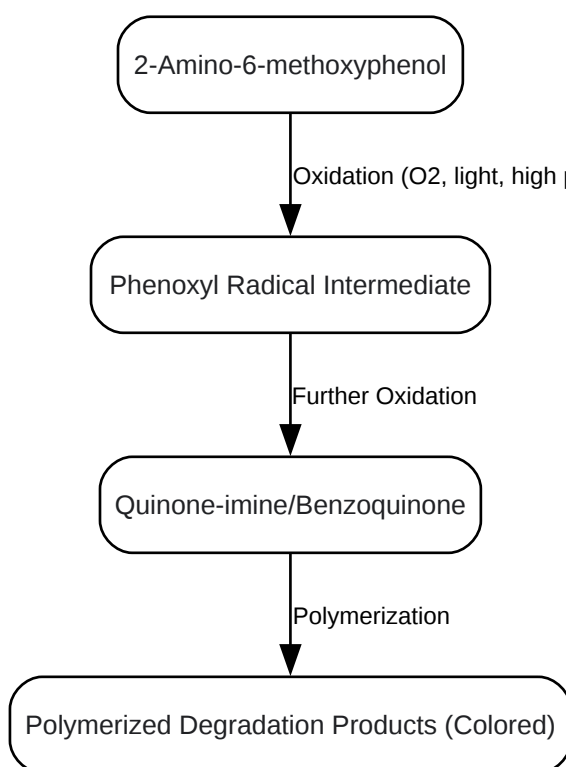 2-Amino-6-methoxyphenol
Oxidation (O2, light, high p
Phenoxyl Radical Intermediate
Further Oxidation
Quinone-imine/Benzoquinone
Polymerization
Polymerized Degradation Products (Colored)